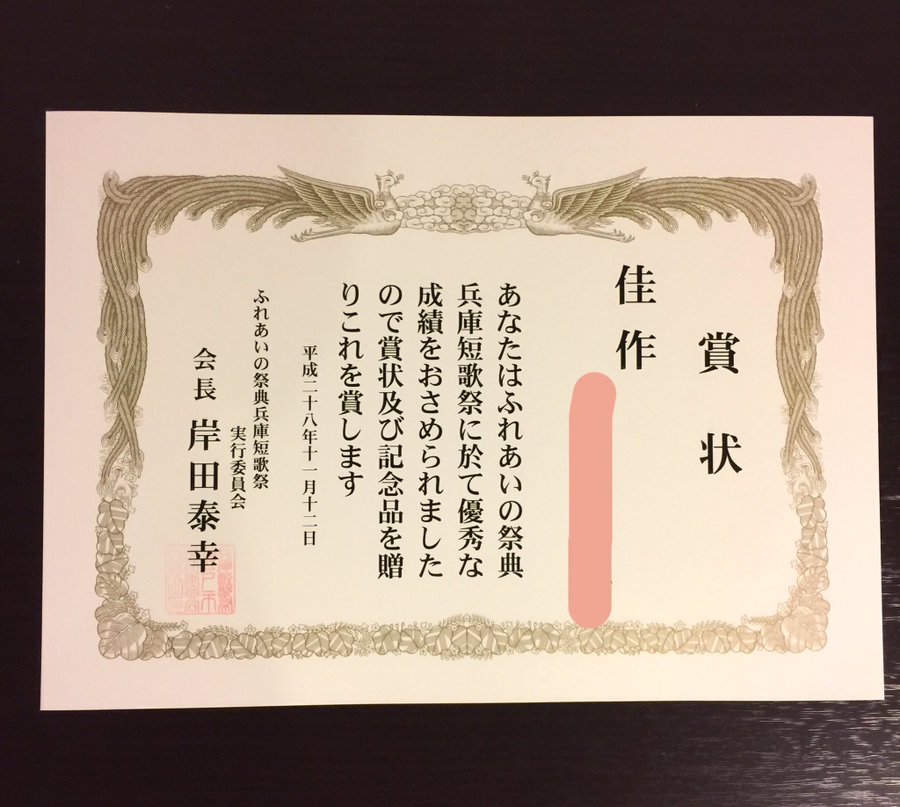 賞状
佳作
あなたはふれあいの祭典
兵庫短歌祭に於て優秀な
成績をおさめられました
ので賞状及び記念品を贈
りこれを賞します
平成二十八年十一月十二日
ふれあいの祭典兵庫短歌祭
実行委員会
会長 岸田泰幸